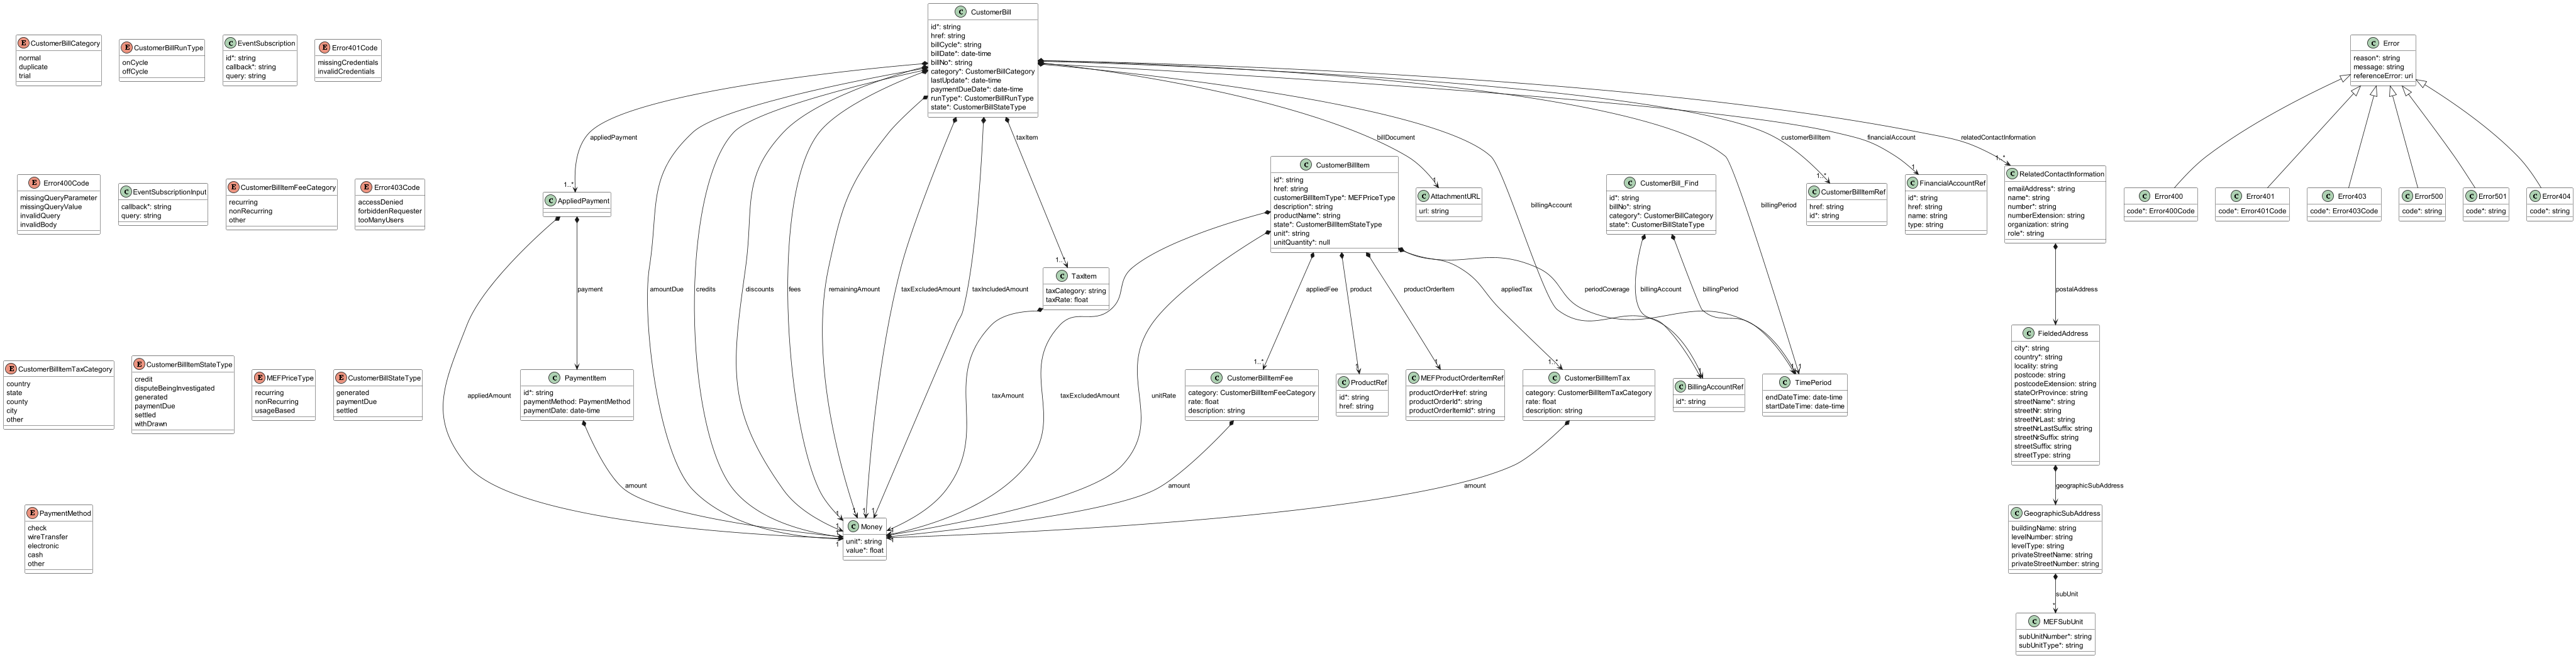 C CustomerBill
id*: string
href: string
billCycle*: string
billDate*: date-time
billNo*: string
category*: CustomerBillCategory
lastUpdate*: date-time
paymentDueDate*: date-time
runType*: CustomerBillRunType
state*: CustomerBillStateType
E CustomerBillCategory
normal
duplicate
trial
E CustomerBillRunType
onCycle
offCycle
C EventSubscription
id*: string
callback*: string
query: string
E Error401Code
missingCredentials
invalidCredentials
C Error
reason*: string
message: string
referenceError: uri
appliedPayment
1..*
taxItem
1..*
billDocument
1
billingAccount
billingPeriod
customerBillItem
1..*
financialAccount
1
relatedContactInformation
1..*
E Error400Code
missingQueryParameter
missingQueryValue
invalidQuery
invalidBody
C EventSubscriptionInput
callback*: string
query: string
E CustomerBillItemFeeCategory
recurring
nonRecurring
other
E Error403Code
accessDenied
forbiddenRequester
tooManyUsers
C AppliedPayment
C CustomerBillItem
id*: string
href: string
customerBillItemType*: MEFPriceType
description*: string
productName*: string
state*: CustomerBillItemStateType
unit*: string
unitQuantity*: null
C AttachmentURL
url: string
C CustomerBill_Find
id*: string
billNo*: string
category*: CustomerBillCategory
state*: CustomerBillStateType
C CustomerBillItemRef
href: string
id*: string
C FinancialAccountRef
id*: string
href: string
name: string
type: string
C RelatedContactInformation
emailAddress*: string
name*: string
number*: string
numberExtension: string
organization: string
role*: string
C Error400
code*: Error400Code
C Error401
code*: Error401Code
C Error403
code*: Error403Code
C Error500
code*: string
C Error501
code*: string
C Error404
code*: string
C TaxItem
taxCategory: string
taxRate: float
payment
amountDue
credits
discounts
fees
remainingAmount
taxExcludedAmount
taxIncludedAmount
appliedFee
1..*
product
1
productOrderItem
1
appliedTax
1..*
periodCoverage
billingAccount
billingPeriod
postalAddress
E CustomerBillItemTaxCategory
country
state
county
city
other
E CustomerBillItemStateType
credit
disputeBeingInvestigated
generated
paymentDue
settled
withDrawn
E MEFPriceType
recurring
nonRecurring
usageBased
E CustomerBillStateType
generated
paymentDue
settled
appliedAmount
C PaymentItem
id*: string
paymentMethod: PaymentMethod
paymentDate: date-time
taxAmount
taxExcludedAmount
unitRate
C CustomerBillItemFee
category: CustomerBillItemFeeCategory
rate: float
description: string
C ProductRef
id*: string
href: string
C MEFProductOrderItemRef
productOrderHref: string
productOrderId*: string
productOrderItemId*: string
C CustomerBillItemTax
category: CustomerBillItemTaxCategory
rate: float
description: string
C BillingAccountRef
id*: string
C TimePeriod
endDateTime: date-time
startDateTime: date-time
C FieldedAddress
city*: string
country*: string
locality: string
postcode: string
postcodeExtension: string
stateOrProvince: string
streetName*: string
streetNr: string
streetNrLast: string
streetNrLastSuffix: string
streetNrSuffix: string
streetSuffix: string
streetType: string
amount
amount
amount
geographicSubAddress
E PaymentMethod
check
wireTransfer
electronic
cash
other
C Money
unit*: string
value*: float
C GeographicSubAddress
buildingName: string
levelNumber: string
levelType: string
privateStreetName: string
privateStreetNumber: string
subUnit
*
C MEFSubUnit
subUnitNumber*: string
subUnitType*: string